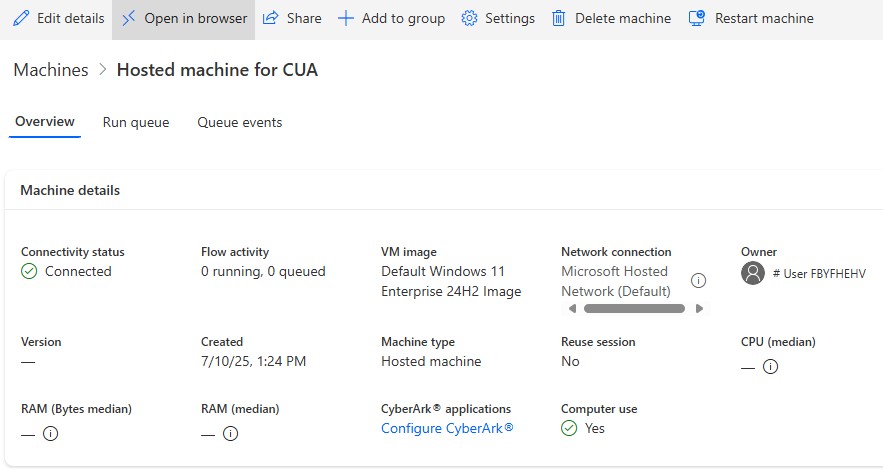 Edit details Open in browser Share Add to group Settings Delete machine Restart machine
Machines > Hosted machine for CUA
Overview Run queue Queue events
Machine details
Connectivity status
Connected
Flow activity
0 running, 0 queued
VM image
Default Windows 11
Enterprise 24H2 Image
Network connection
Microsoft Hosted
Network (Default)
Owner
# User FBYFHEHV
Version
—
Created
7/10/25, 1:24 PM
Machine type
Hosted machine
Reuse session
No
CPU (median)
—
RAM (Bytes median)
—
RAM (median)
—
CyberArk® applications
Configure CyberArk®
Computer use
Yes